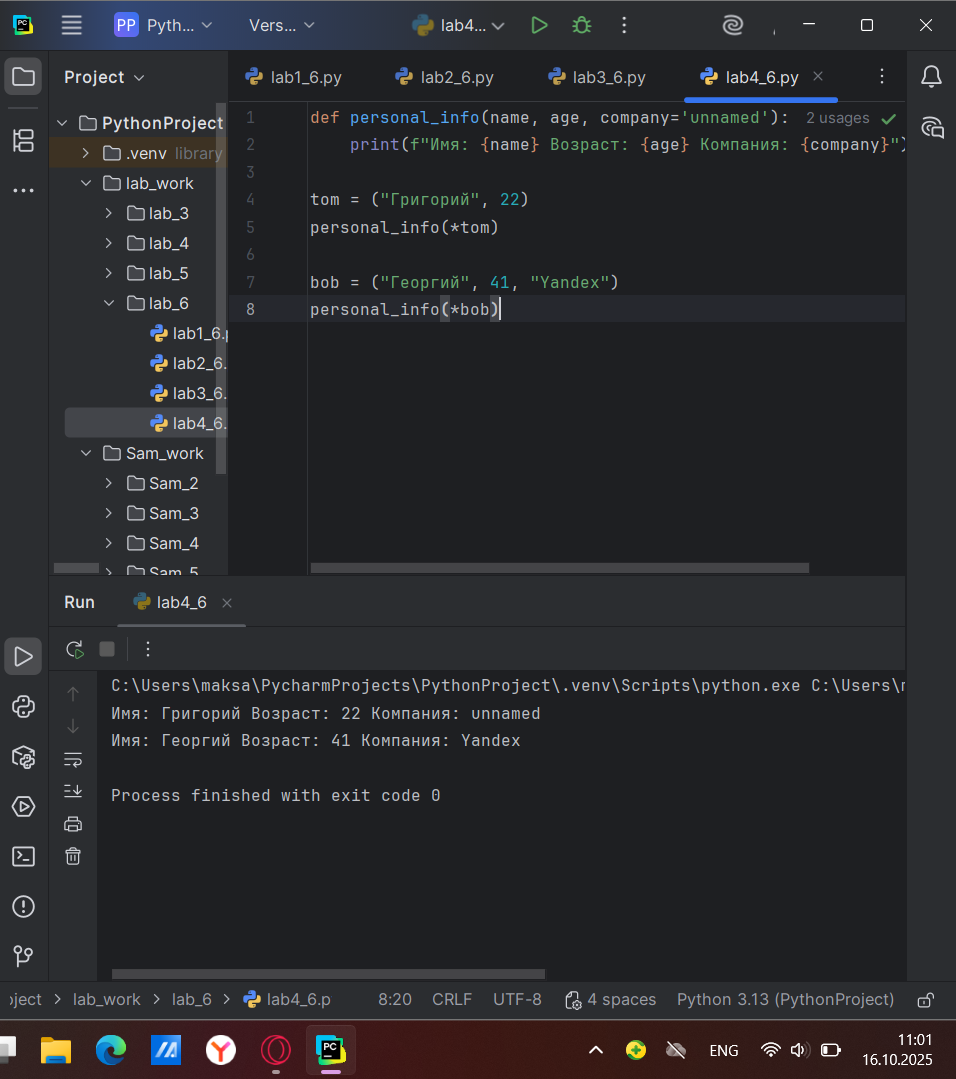 PP Pyth... Vers... lab4...
Project
lab1_6.py lab2_6.py lab3_6.py lab4_6.py
PythonProject
.venv library
lab_work
lab_3
lab_4
lab_5
lab_6
lab1_6.p
lab2_6.
lab3_6.
lab4_6.
Sam_work
Sam_2
Sam_3
Sam_4
Sam_5
1 def personal_info(name, age, company='unnamed'): 2 usages
2 print(f"Имя: {name} Возраст: {age} Компания: {company}")
3
4 tom = ("Григорий", 22)
5 personal_info(*tom)
6
7 bob = ("Георгий", 41, "Yandex")
8 personal_info(*bob)
Run lab4_6
C:\Users\maksa\PycharmProjects\PythonProject\.venv\Scripts\python.exe C:\Users\m
Имя: Григорий Возраст: 22 Компания: unnamed
Имя: Георгий Возраст: 41 Компания: Yandex
Process finished with exit code 0
oject > lab_work > lab_6 > lab4_6.p 8:20 CRLF UTF-8 4 spaces Python 3.13 (PythonProject)
PC ENG 11:01
16.10.2025